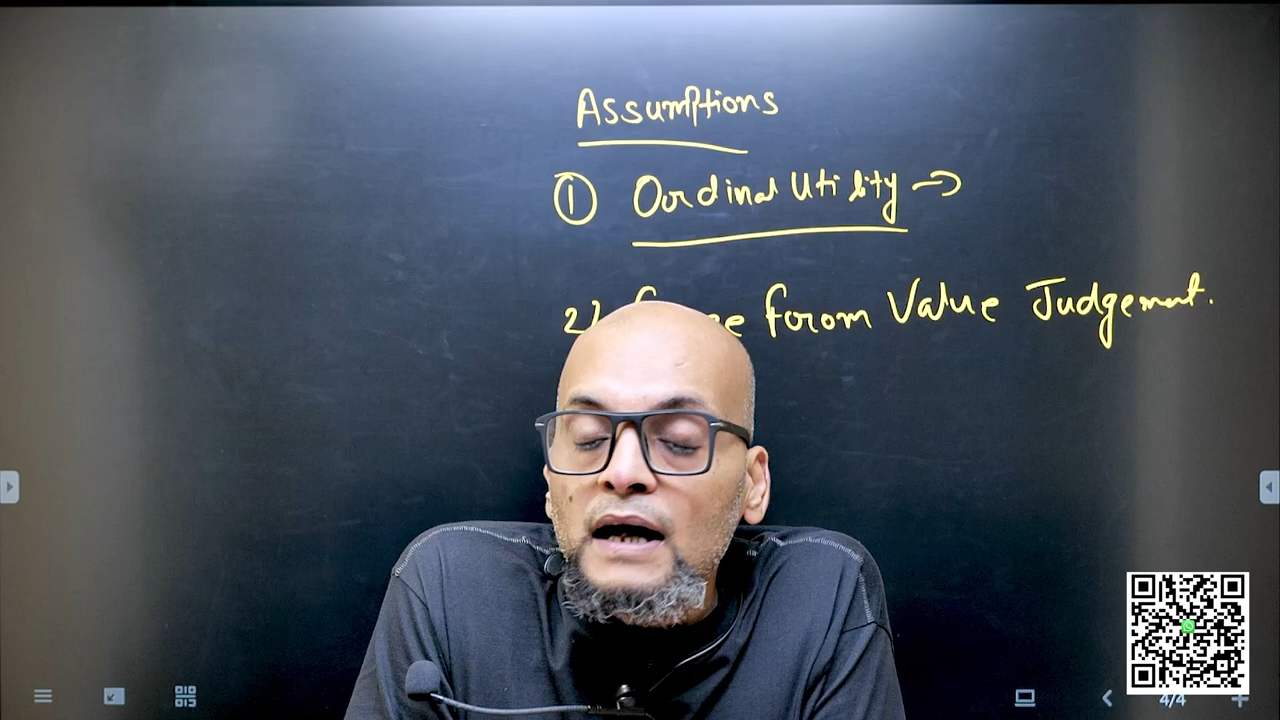 Assumptions
① Ordinal Utility →
2) from Value Judgement.
4/4